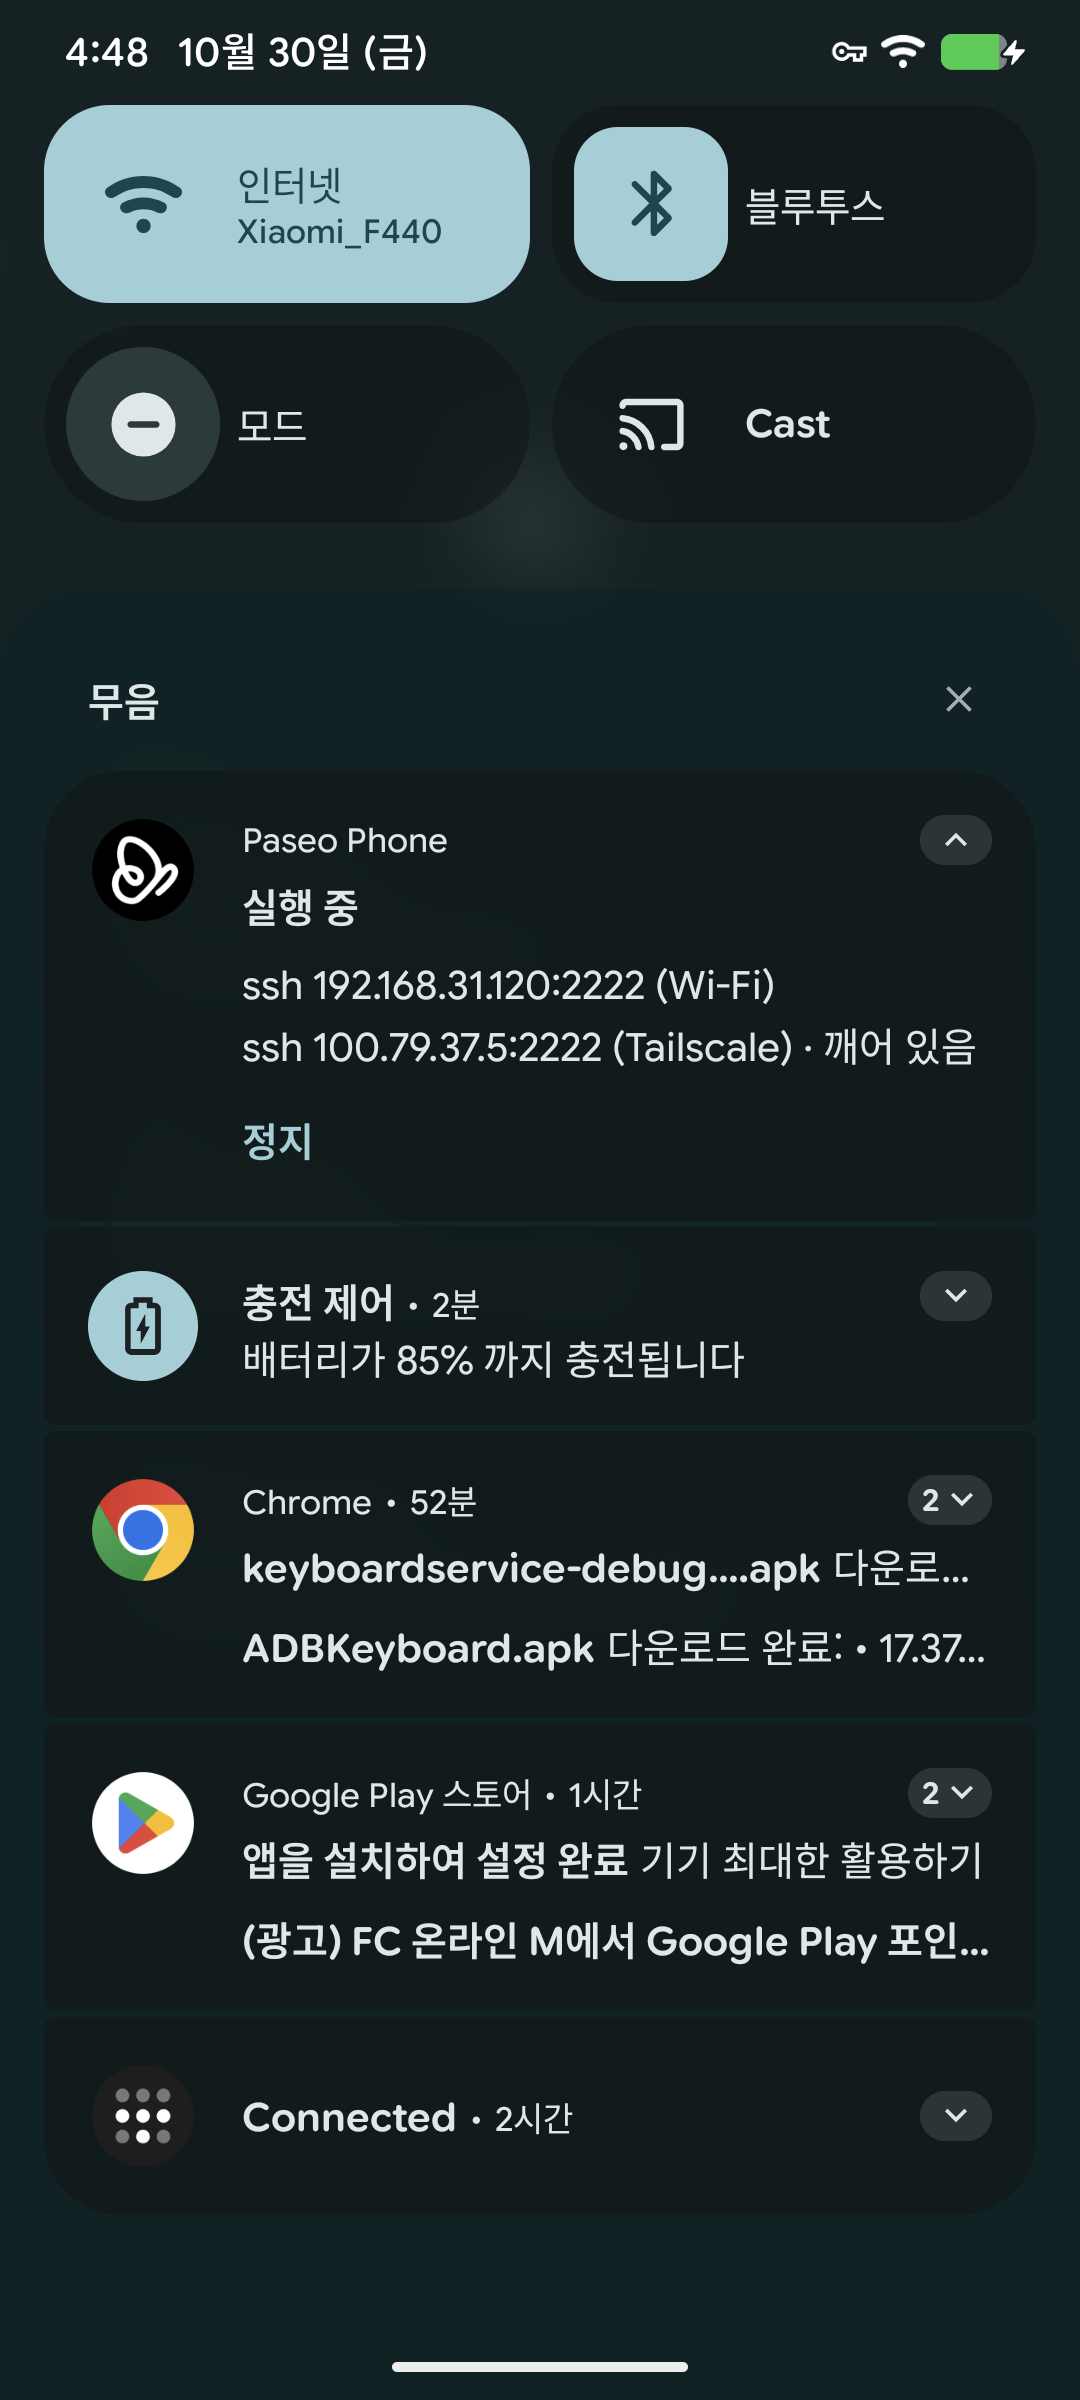 4:48 10월 30일 (금)
인터넷
Xiaomi_F440
블루투스
모드
Cast
무음
Paseo Phone
실행 중
ssh 192.168.31.120:2222 (Wi-Fi)
ssh 100.79.37.5:2222 (Tailscale) · 깨어 있음
정지
충전 제어 • 2분
배터리가 85% 까지 충전됩니다
Chrome • 52분
2
keyboardservice-debug....apk 다운로...
ADBKeyboard.apk 다운로드 완료: • 17.37...
Google Play 스토어 • 1시간
2
앱을 설치하여 설정 완료 기기 최대한 활용하기
(광고) FC 온라인 M에서 Google Play 포인...
Connected • 2시간